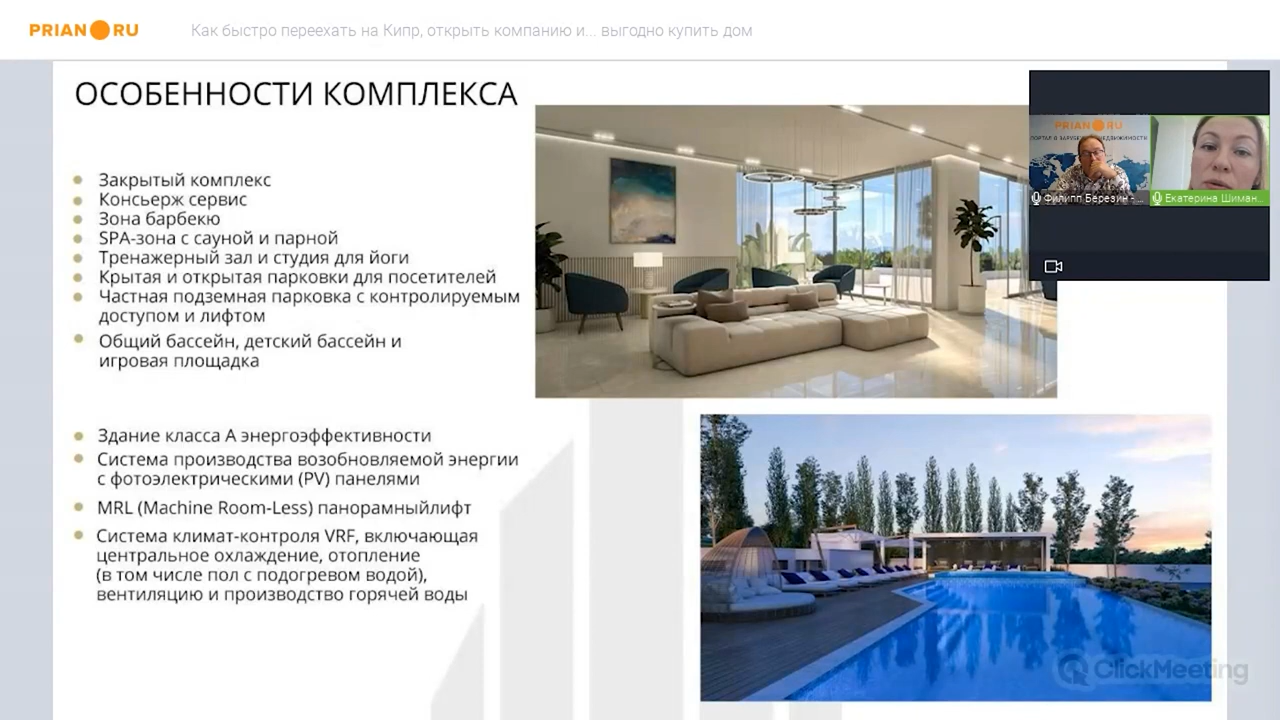 PRIAN RU
Как быстро переехать на Кипр, открыть компанию и... выгодно купить дом
ОСОБЕННОСТИ КОМПЛЕКСА
Закрытый комплекс
Консьерж сервис
Зона барбекю
SPA-зона с сауной и парной
Тренажерный зал и студия для йоги
Крытая и открытая парковки для посетителей
Частная подземная парковка с контролируемым
доступом и лифтом
Общий бассейн, детский бассейн и
игровая площадка
Здание класса А энергоэффективности
Система производства возобновляемой энергии
с фотоэлектрическими (PV) панелями
MRL (Machine Room-Less) панорамныйлифт
Система климат-контроля VRF, включающая
центральное охлаждение, отопление
(в том числе пол с подогревом водой),
вентиляцию и производство горячей воды
PRIAN RU
ПОРТАЛ О ЗАРУБЕЖНОЙ НЕДВИЖИМОСТИ
Филипп Березин - ...
Екатерина Шиман...
ClickMeeting